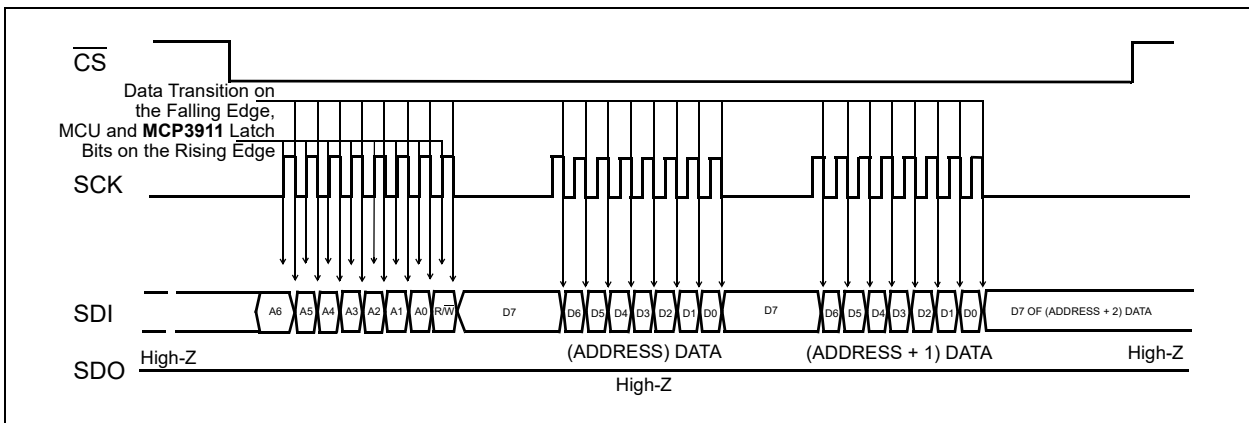 CS
Data Transition on
the Falling Edge,
MCU and MCP3911 Latch
Bits on the Rising Edge
SCK
SDI
A6 A5 A4 A3 A2 A1 A0 R/W D7 D6 D5 D4 D3 D2 D1 D0 D7 D6 D5 D4 D3 D2 D1 D0 D7 OF (ADDRESS + 2) DATA
(ADDRESS) DATA (ADDRESS + 1) DATA
High-Z High-Z
SDO
High-Z